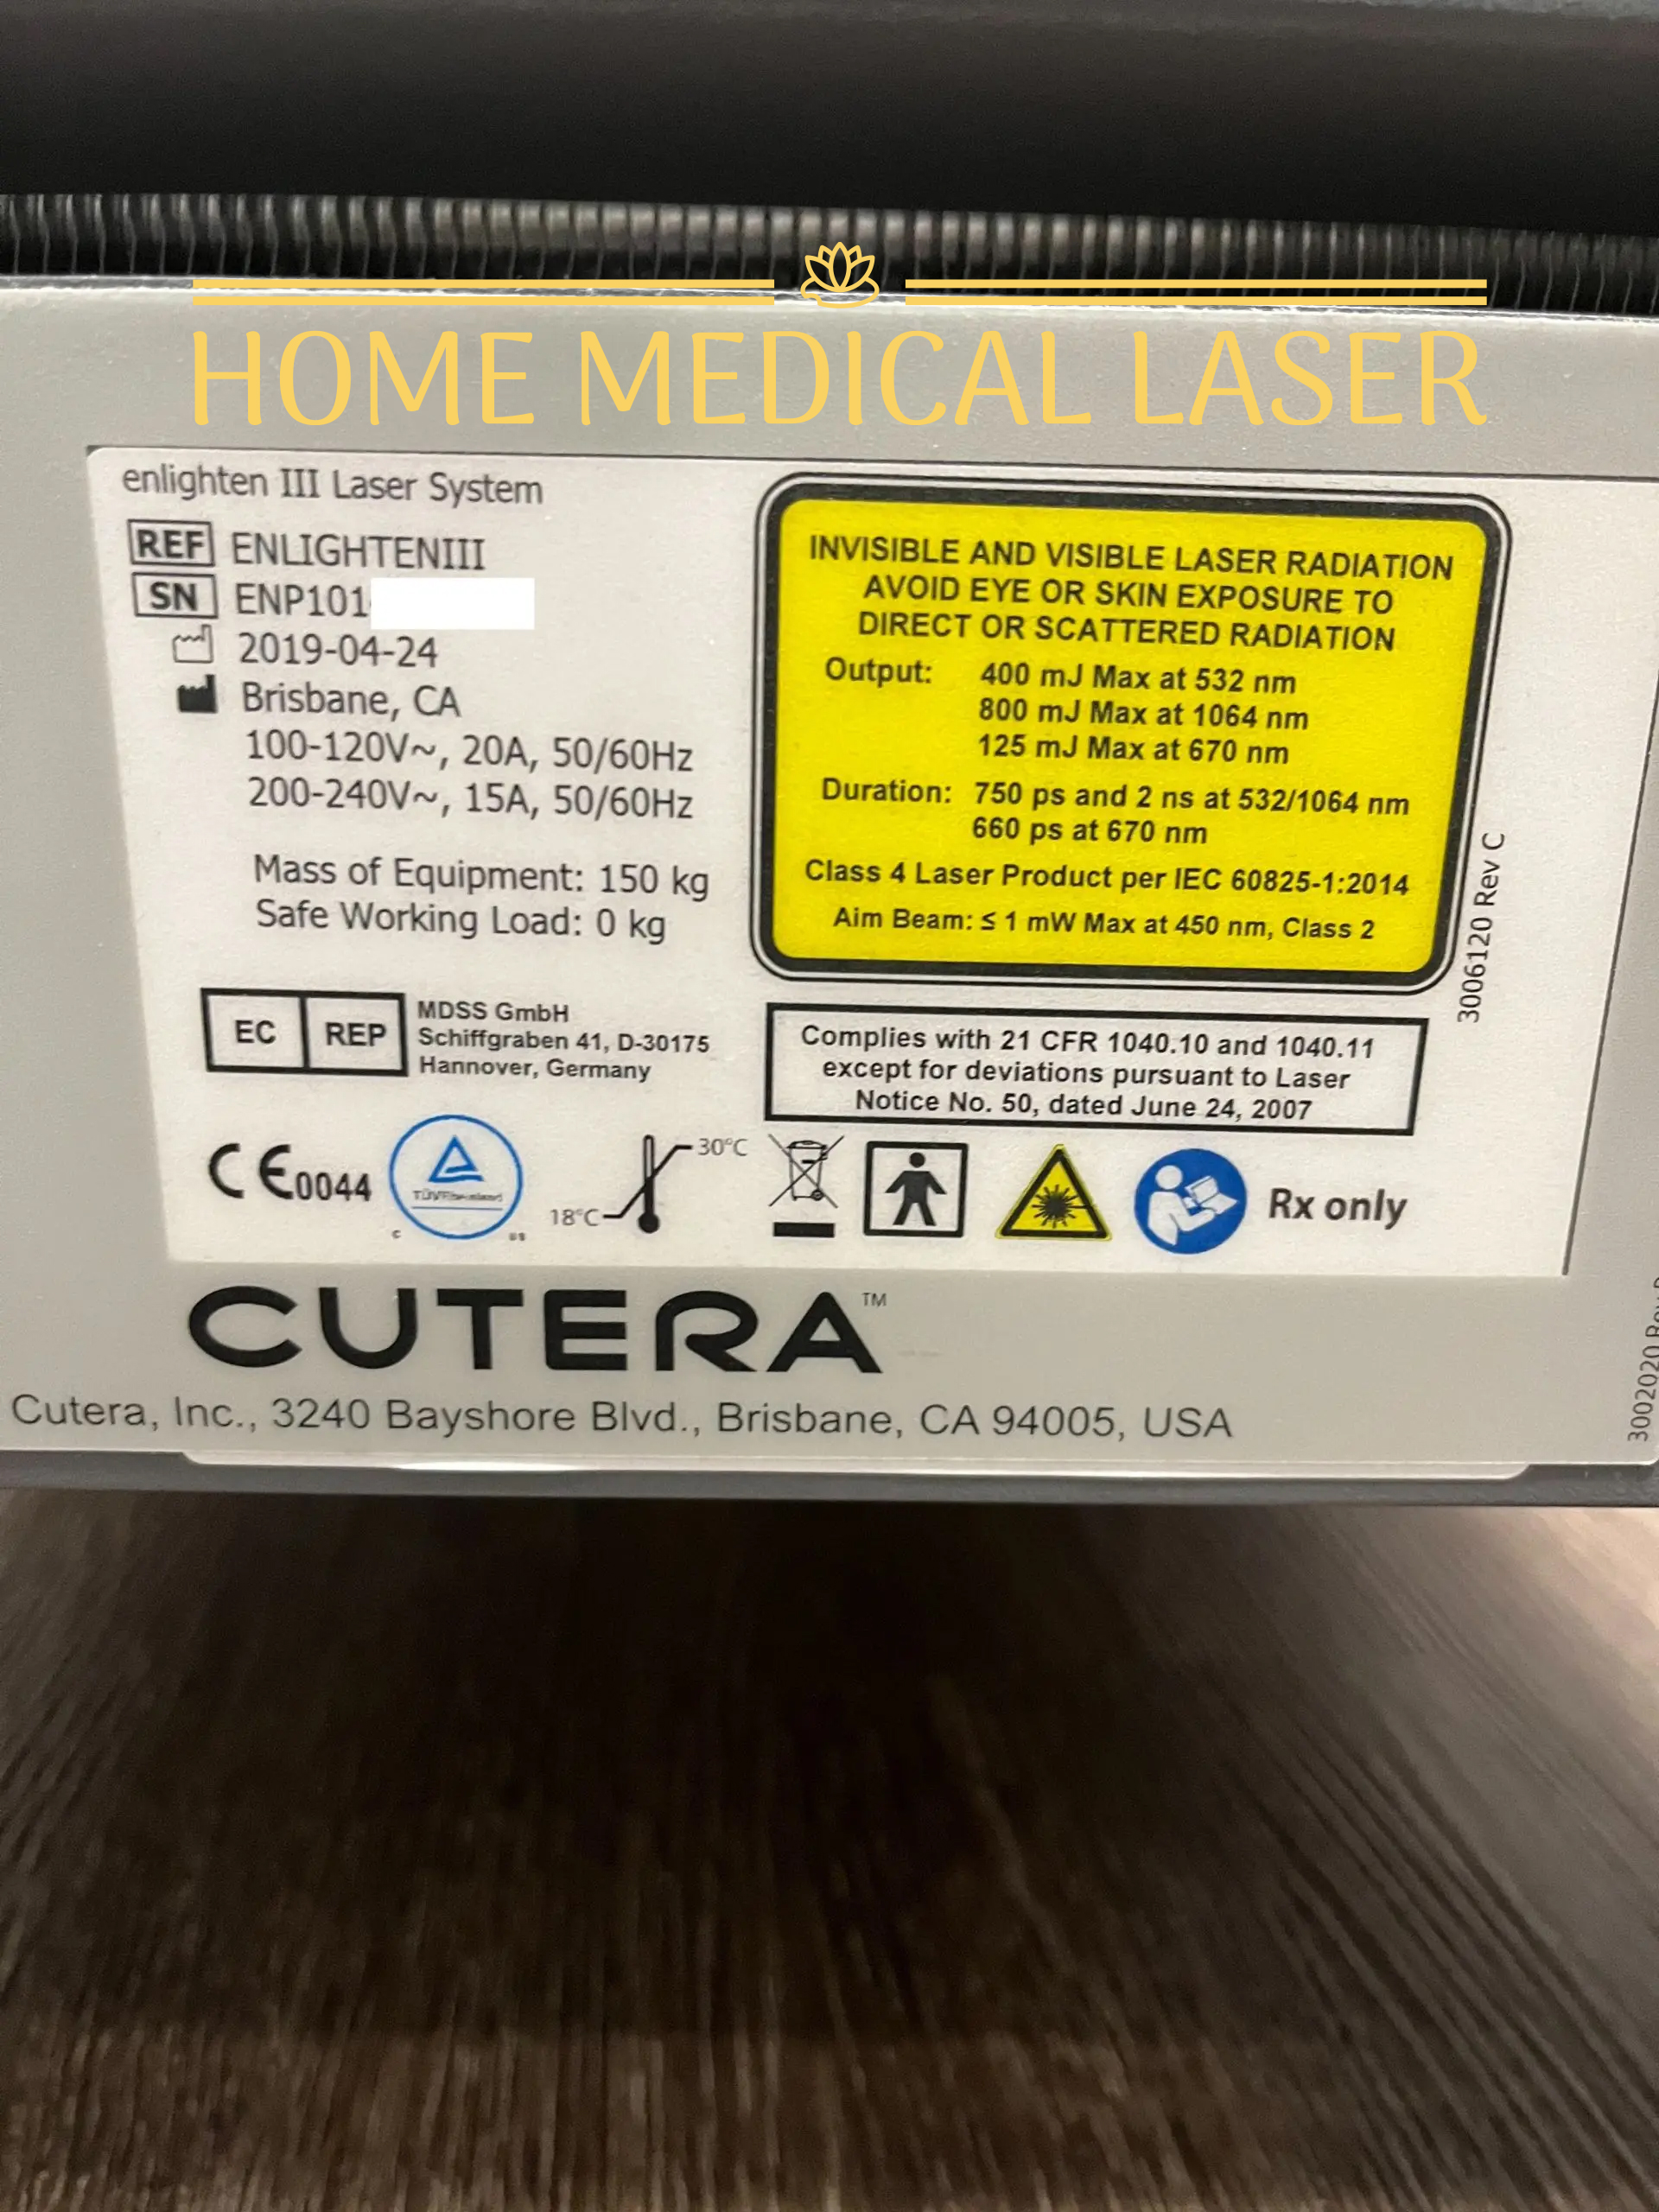 HOME MEDICAL LASER
enlighten III Laser System
REF ENLIGHTENIII
SN ENP101
2019-04-24
Brisbane, CA
100-120V~, 20A, 50/60Hz
200-240V~, 15A, 50/60Hz
Mass of Equipment: 150 kg
Safe Working Load: 0 kg
INVISIBLE AND VISIBLE LASER RADIATION
AVOID EYE OR SKIN EXPOSURE TO
DIRECT OR SCATTERED RADIATION
Output: 400 mJ Max at 532 nm
800 mJ Max at 1064 nm
125 mJ Max at 670 nm
Duration: 750 ps and 2 ns at 532/1064 nm
660 ps at 670 nm
Class 4 Laser Product per IEC 60825-1:2014
Aim Beam: ≤ 1 mW Max at 450 nm, Class 2
3006120 Rev C
EC REP
MDSS GmbH
Schiffgraben 41, D-30175
Hannover, Germany
Complies with 21 CFR 1040.10 and 1040.11
except for deviations pursuant to Laser
Notice No. 50, dated June 24, 2007
CE0044
TÜVRheinland
c us
30°C
18°C
Rx only
CUTERA™
Cutera, Inc., 3240 Bayshore Blvd., Brisbane, CA 94005, USA
3002020 Rev